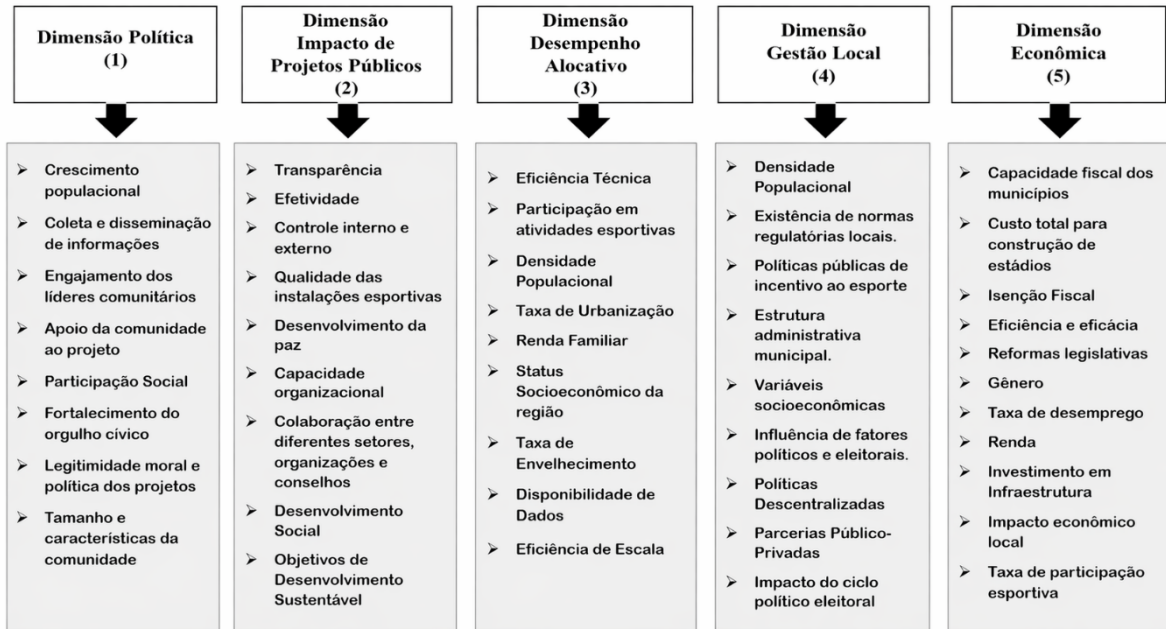 Dimensão Política
(1)
Crescimento
populacional
Coleta e disseminação
de informações
Engajamento dos
líderes comunitários
Apoio da comunidade
ao projeto
Participação Social
Fortalecimento do
orgulho cívico
Legitimidade moral e
política dos projetos
Tamanho e
características da
comunidade
Dimensão
Impacto de
Projetos Públicos
(2)
Transparência
Efetividade
Controle interno e
externo
Qualidade das
instalações esportivas
Desenvolvimento da
paz
Capacidade
organizacional
Colaboração entre
diferentes setores,
organizações e
conselhos
Desenvolvimento
Social
Objetivos de
Desenvolvimento
Sustentável
Dimensão
Desempenho
Alocativo
(3)
Eficiência Técnica
Participação em
atividades esportivas
Densidade
Populacional
Taxa de Urbanização
Renda Familiar
Status
Socioeconômico da
região
Taxa de
Envelhecimento
Disponibilidade de
Dados
Eficiência de Escala
Dimensão
Gestão Local
(4)
Densidade
Populacional
Existência de normas
regulatórias locais.
Políticas públicas de
incentivo ao esporte
Estrutura
administrativa
municipal.
Variáveis
socioeconômicas
Influência de fatores
políticos e eleitorais.
Políticas
Descentralizadas
Parcerias Público-
Privadas
Impacto do ciclo
político eleitoral
Dimensão
Econômica
(5)
Capacidade fiscal dos
municípios
Custo total para
construção de
estádios
Isenção Fiscal
Eficiência e eficácia
Reformas legislativas
Gênero
Taxa de desemprego
Renda
Investimento em
Infraestrutura
Impacto econômico
local
Taxa de participação
esportiva